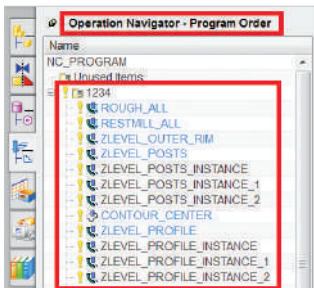 Operation Navigator - Program Order
Name
NC_PROGRAM
Unused Items
1234
ROUGH_ALL
RESTMILL_ALL
ZLEVEL_OUTER_RIM
ZLEVEL_POSTS
ZLEVEL_POSTS_INSTANCE
ZLEVEL_POSTS_INSTANCE_1
ZLEVEL_POSTS_INSTANCE_2
CONTOUR_CENTER
ZLEVEL_PROFILE
ZLEVEL_PROFILE_INSTANCE
ZLEVEL_PROFILE_INSTANCE_1
ZLEVEL_PROFILE_INSTANCE_2